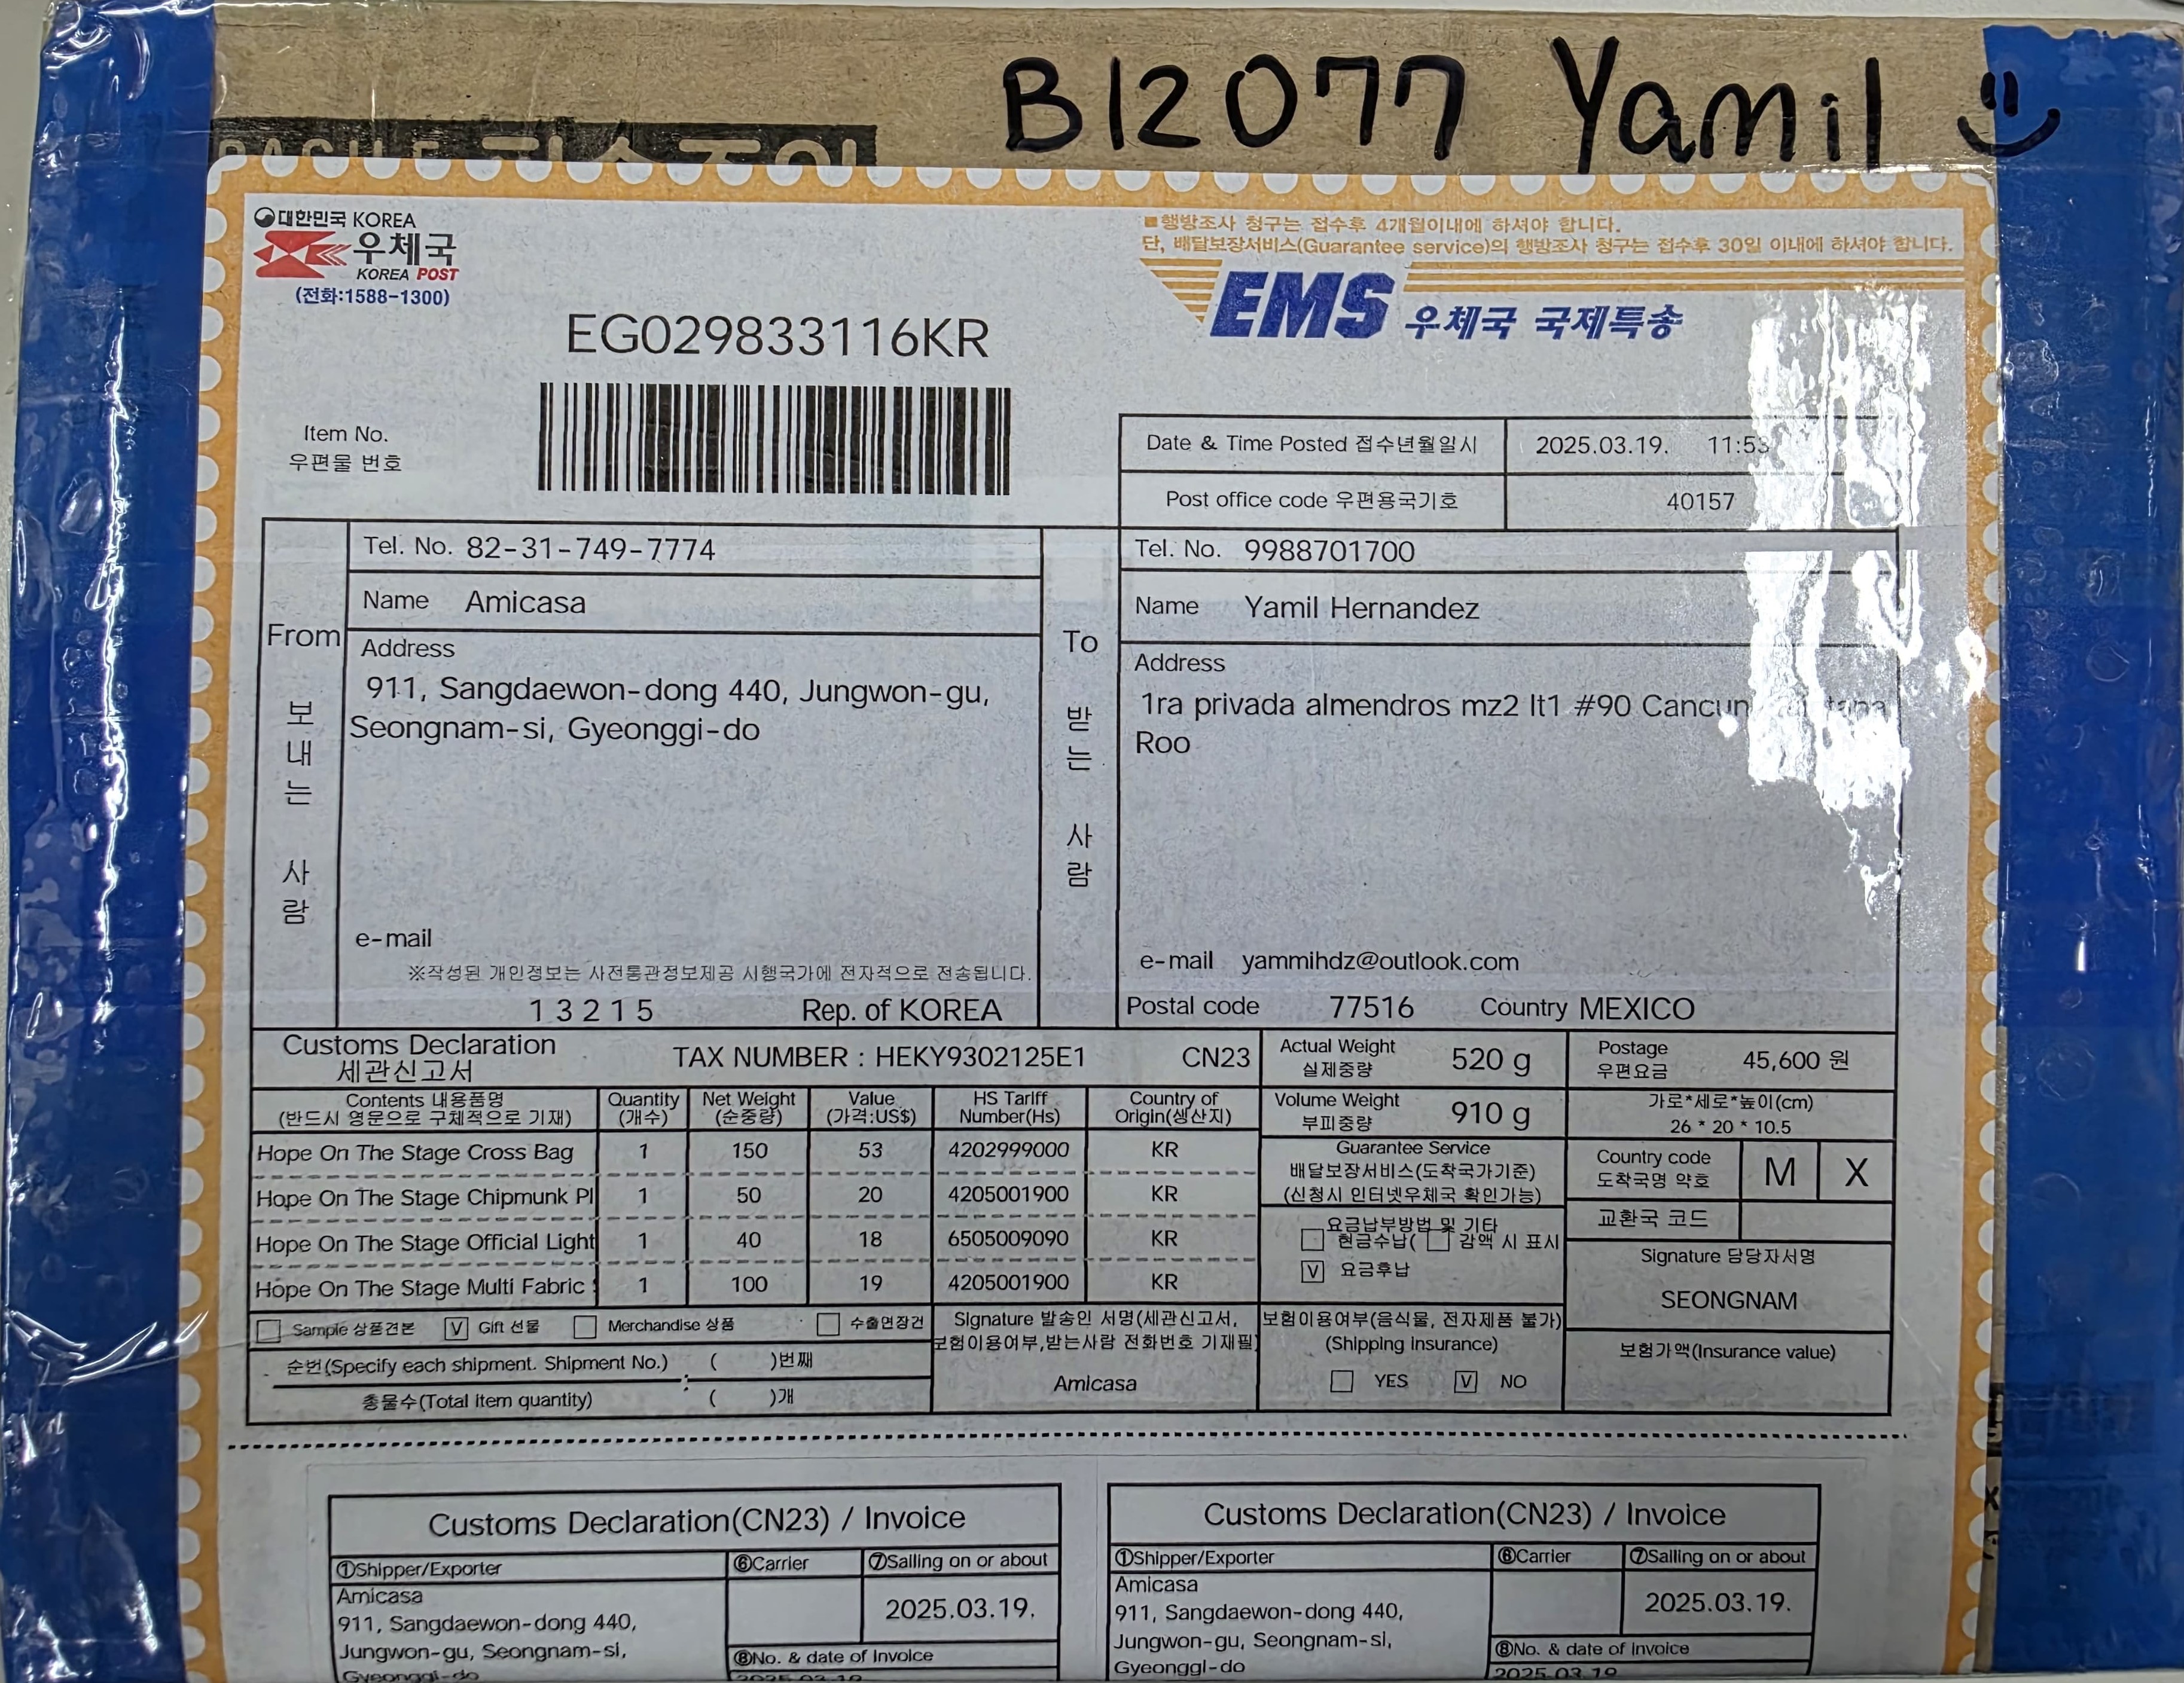 B12077 Yamil
대한민국 KOREA
우체국
KOREA POST
(전화:1588-1300)
■행방조사 청구는 접수후 4개월이내에 하셔야 합니다.
단, 배달보장서비스(Guarantee service)의 행방조사 청구는 접수후 30일 이내에 하셔야 합니다.
EMS 우체국 국제특송
EG029833116KR
Item No.
우편물 번호
Date & Time Posted 접수년월일시 2025.03.19. 11:53
Post office code 우편용국기호 40157
From
보내는 사람
Tel. No. 82-31-749-7774
Name Amicasa
Address
911, Sangdaewon-dong 440, Jungwon-gu,
Seongnam-si, Gyeonggi-do
e-mail
※작성된 개인정보는 사전통관정보제공 시행국가에 전자적으로 전송됩니다.
13215 Rep. of KOREA
To
받는 사람
Tel. No. 9988701700
Name Yamil Hernandez
Address
1ra privada almendros mz2 lt1 #90 Cancun
Roo
e-mail yammihdz@outlook.com
Postal code 77516 Country MEXICO
Customs Declaration
세관신고서
TAX NUMBER : HEKY9302125E1 CN23
Contents 내용품명 Quantity Net Weight Value HS Tariff Country of
(반드시 영문으로 구체적으로 기재) (개수) (순중량) (가격:US$) Number(Hs) Origin(생산지)
Hope On The Stage Cross Bag 1 150 53 4202999000 KR
Hope On The Stage Chipmunk Pl 1 50 20 4205001900 KR
Hope On The Stage Official Light 1 40 18 6505009090 KR
Hope On The Stage Multi Fabric 1 100 19 4205001900 KR
Sample 상품견본 V Gift 선물 Merchandise 상품 수출면장건
순번(Specify each shipment. Shipment No.) ( )번째
총물수(Total item quantity) ( )개
Signature 발송인 서명(세관신고서,
보험이용여부,받는사람 전화번호 기재필)
Amicasa
Actual Weight
실제중량
520 g
Volume Weight
부피중량
910 g
Guarantee Service
배달보장서비스(도착국가기준)
(신청시 인터넷우체국 확인가능)
요금납부방법 및 기타
현금수납( 감액 시 표시
V 요금후납
보험이용여부(음식물, 전자제품 불가)
(Shipping Insurance)
YES V NO
Postage
우편요금
45,600 원
가로*세로*높이(cm)
26 * 20 * 10.5
Country code
도착국명 약호
M X
교환국 코드
Signature 담당자서명
SEONGNAM
보험가액(Insurance value)
Customs Declaration(CN23) / Invoice
①Shipper/Exporter ⑥Carrier ⑦Sailing on or about
Amicasa
911, Sangdaewon-dong 440,
Jungwon-gu, Seongnam-si,
Gyeonggi-do
2025.03.19.
⑧No. & date of Invoice
2025.03.19
Customs Declaration(CN23) / Invoice
①Shipper/Exporter ⑥Carrier ⑦Sailing on or about
Amicasa
911, Sangdaewon-dong 440,
Jungwon-gu, Seongnam-si,
Gyeonggi-do
2025.03.19.
⑧No. & date of Invoice
2025.03.19